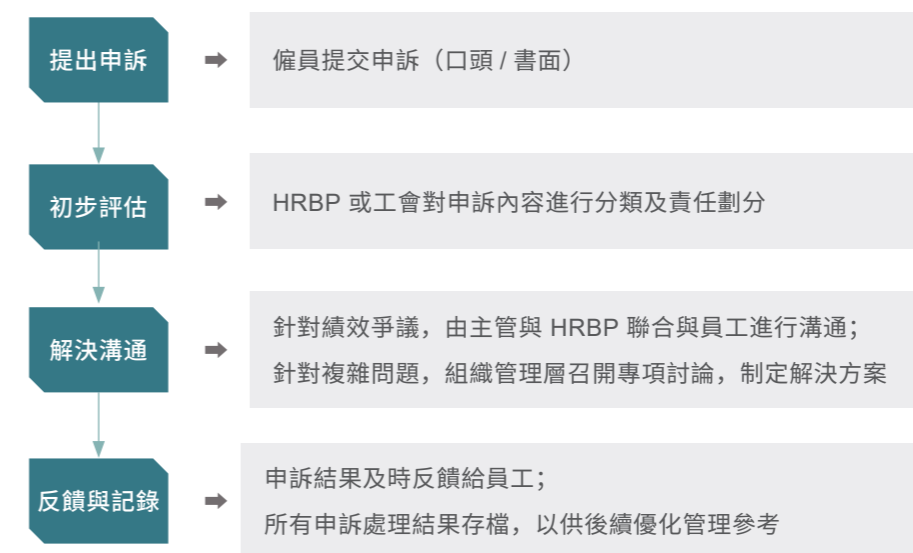 提出申訴
僱員提交申訴（口頭 / 書面）
初步評估
HRBP 或工會對申訴內容進行分類及責任劃分
解決溝通
針對績效爭議，由主管與 HRBP 聯合與員工進行溝通；
針對複雜問題，組織管理層召開專項討論，制定解決方案
反饋與記錄
申訴結果及時反饋給員工；
所有申訴處理結果存檔，以供後續優化管理參考